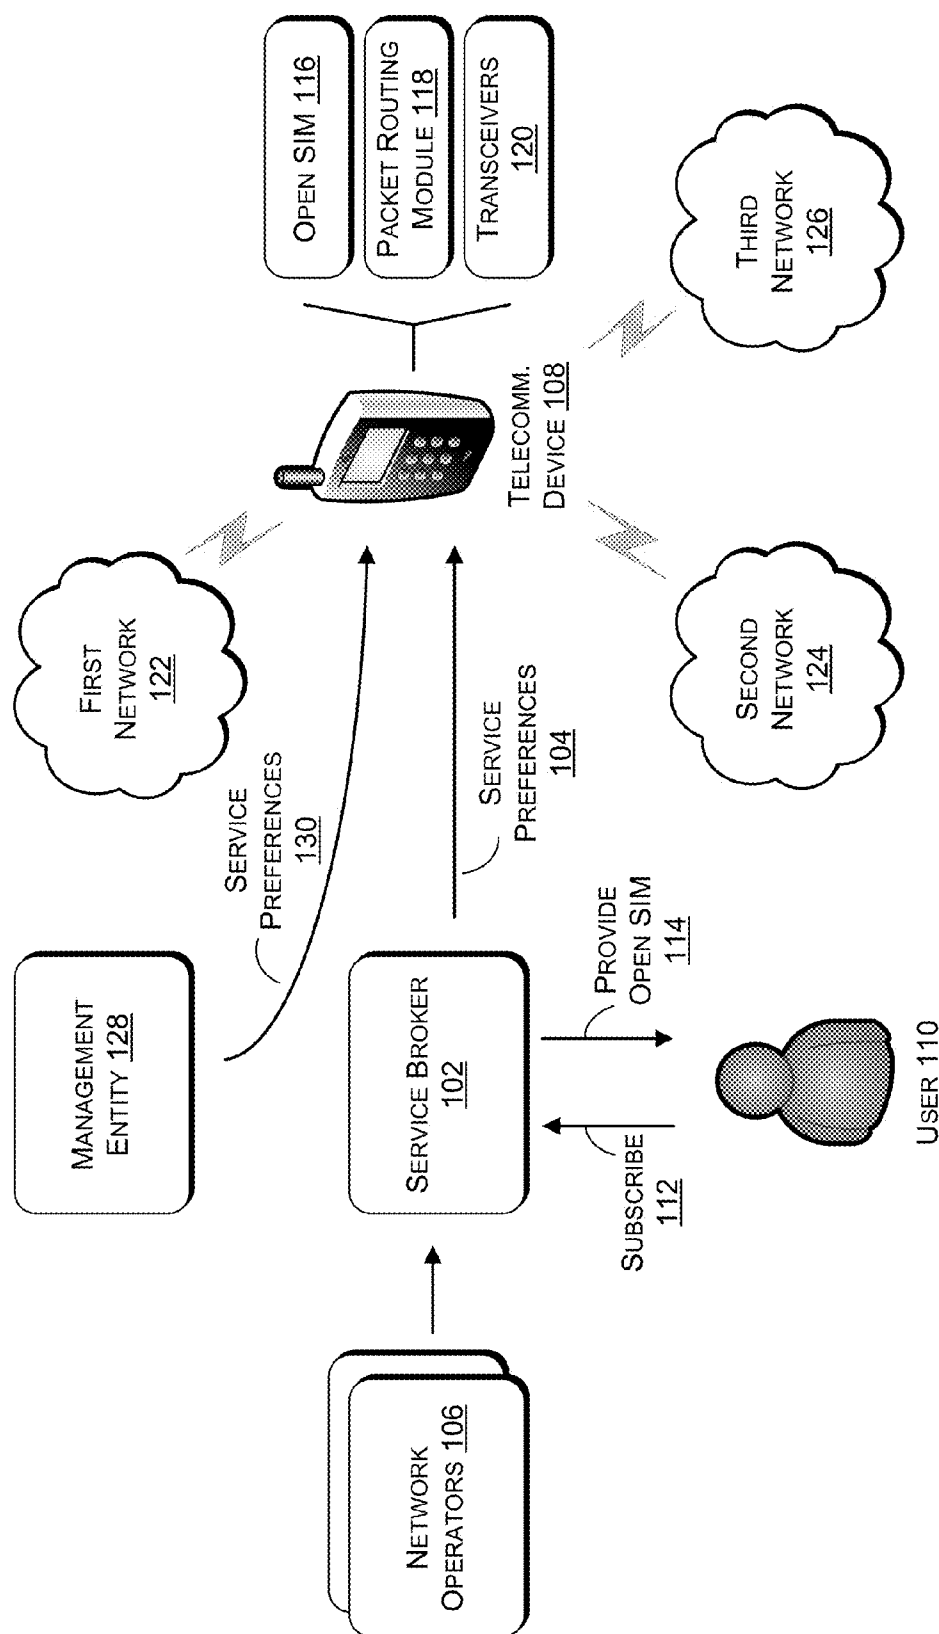 NETWORK
OPERATORS 106
MANAGEMENT
ENTITY 128
SERVICE BROKER
102
SUBSCRIBE
112
PROVIDE
OPEN SIM
114
USER 110
SERVICE
PREFERENCES
130
SERVICE
PREFERENCES
104
FIRST
NETWORK
122
SECOND
NETWORK
124
THIRD
NETWORK
126
TELECOMM.
DEVICE 108
OPEN SIM 116
PACKET ROUTING
MODULE 118
TRANSCEIVERS
120